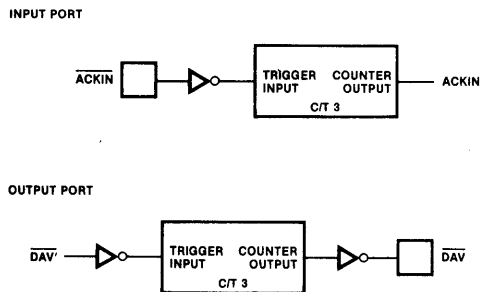 INPUT PORT
ACKIN
TRIGGER INPUT
COUNTER OUTPUT
C/T 3
ACKIN
OUTPUT PORT
DAV'
TRIGGER INPUT
COUNTER OUTPUT
C/T 3
DAV